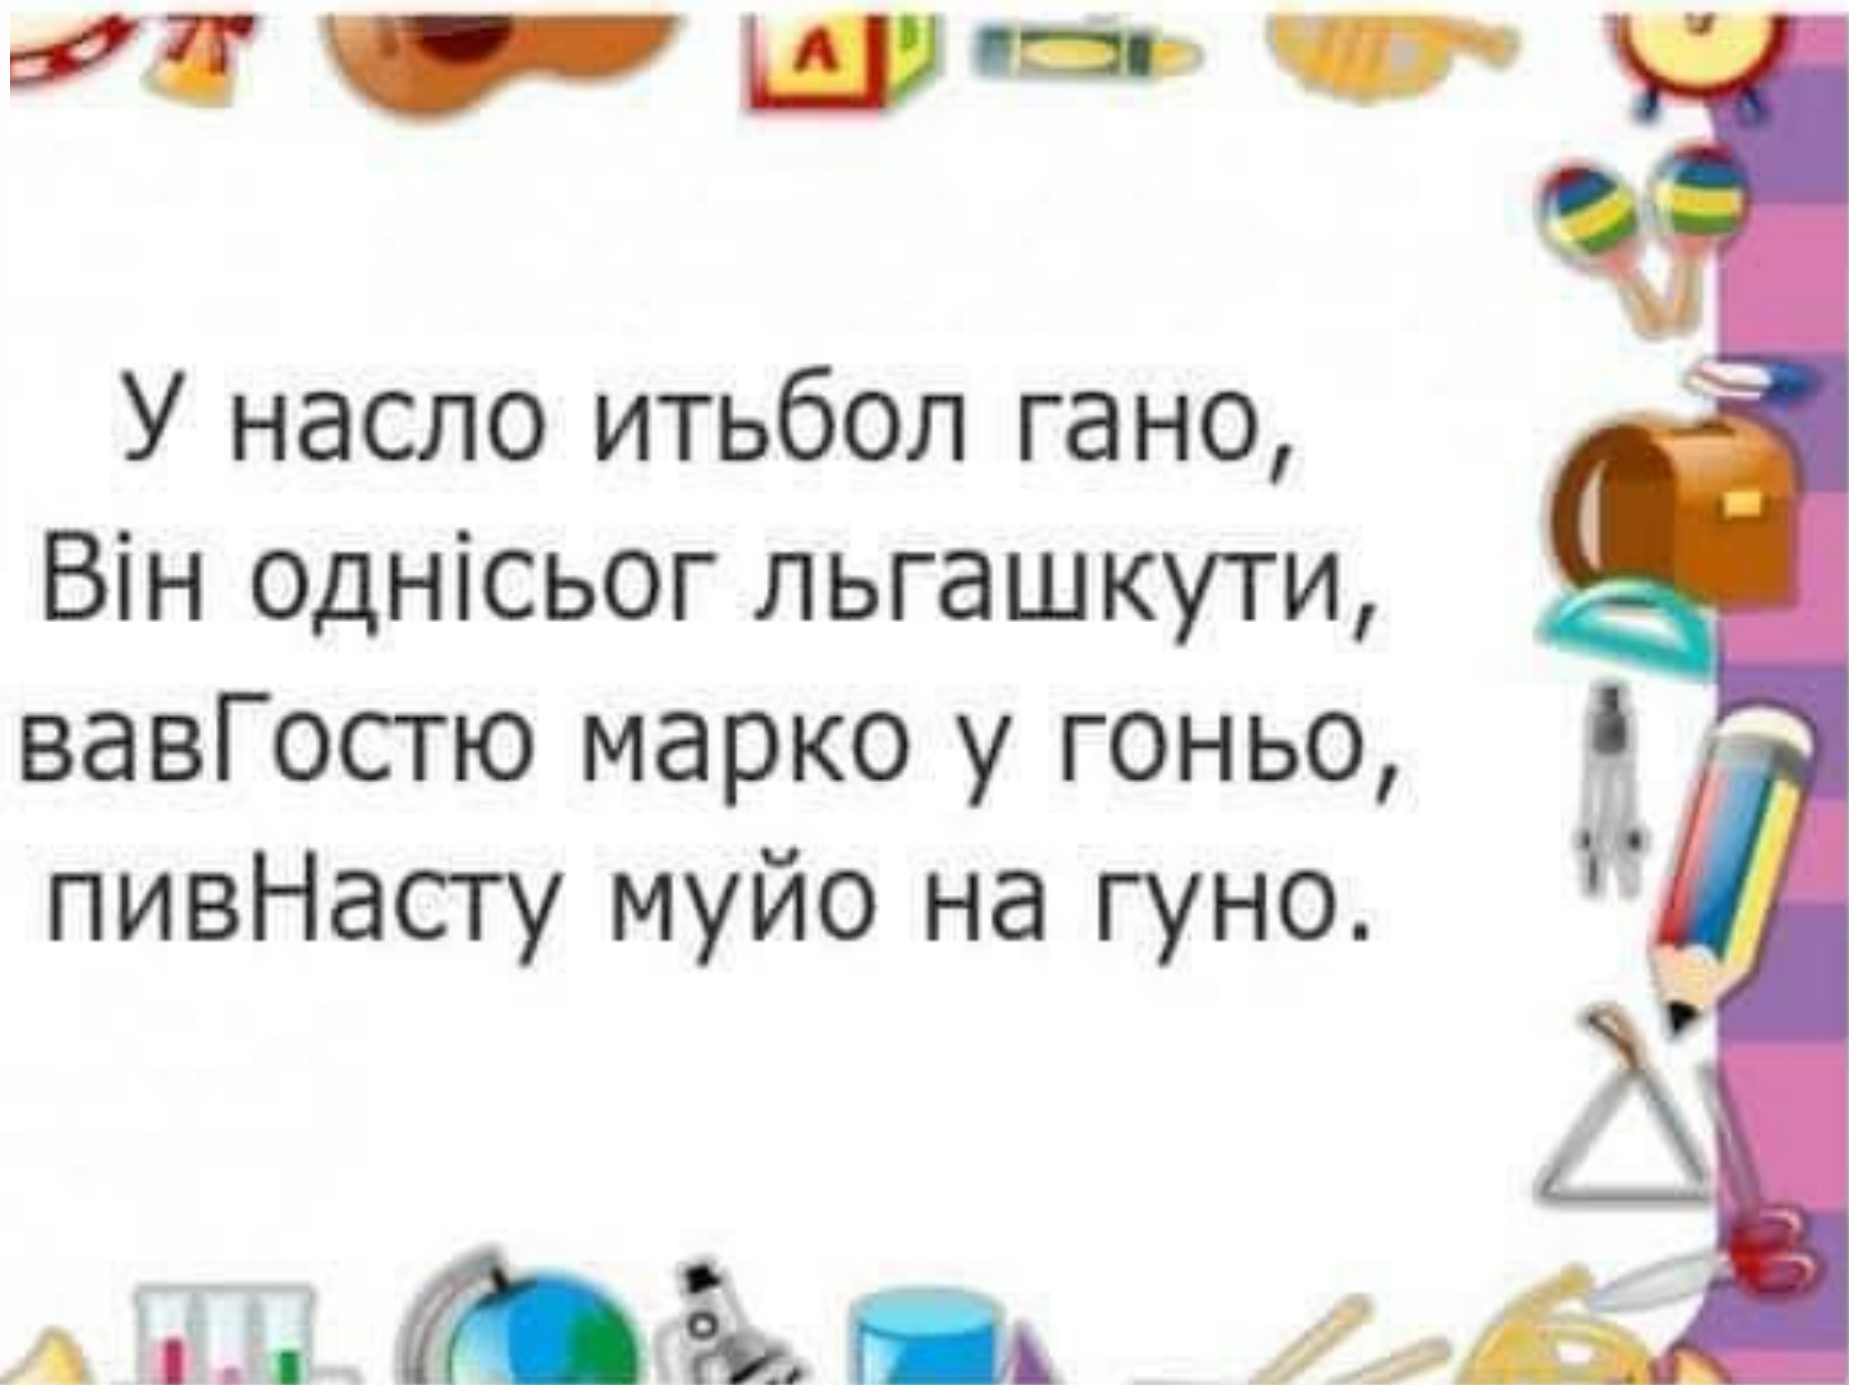 А
У насло итьбол гано,
Він однісьог льгашкути,
вавГостю марко у гоньо,
пивНасту муйо на гуно.